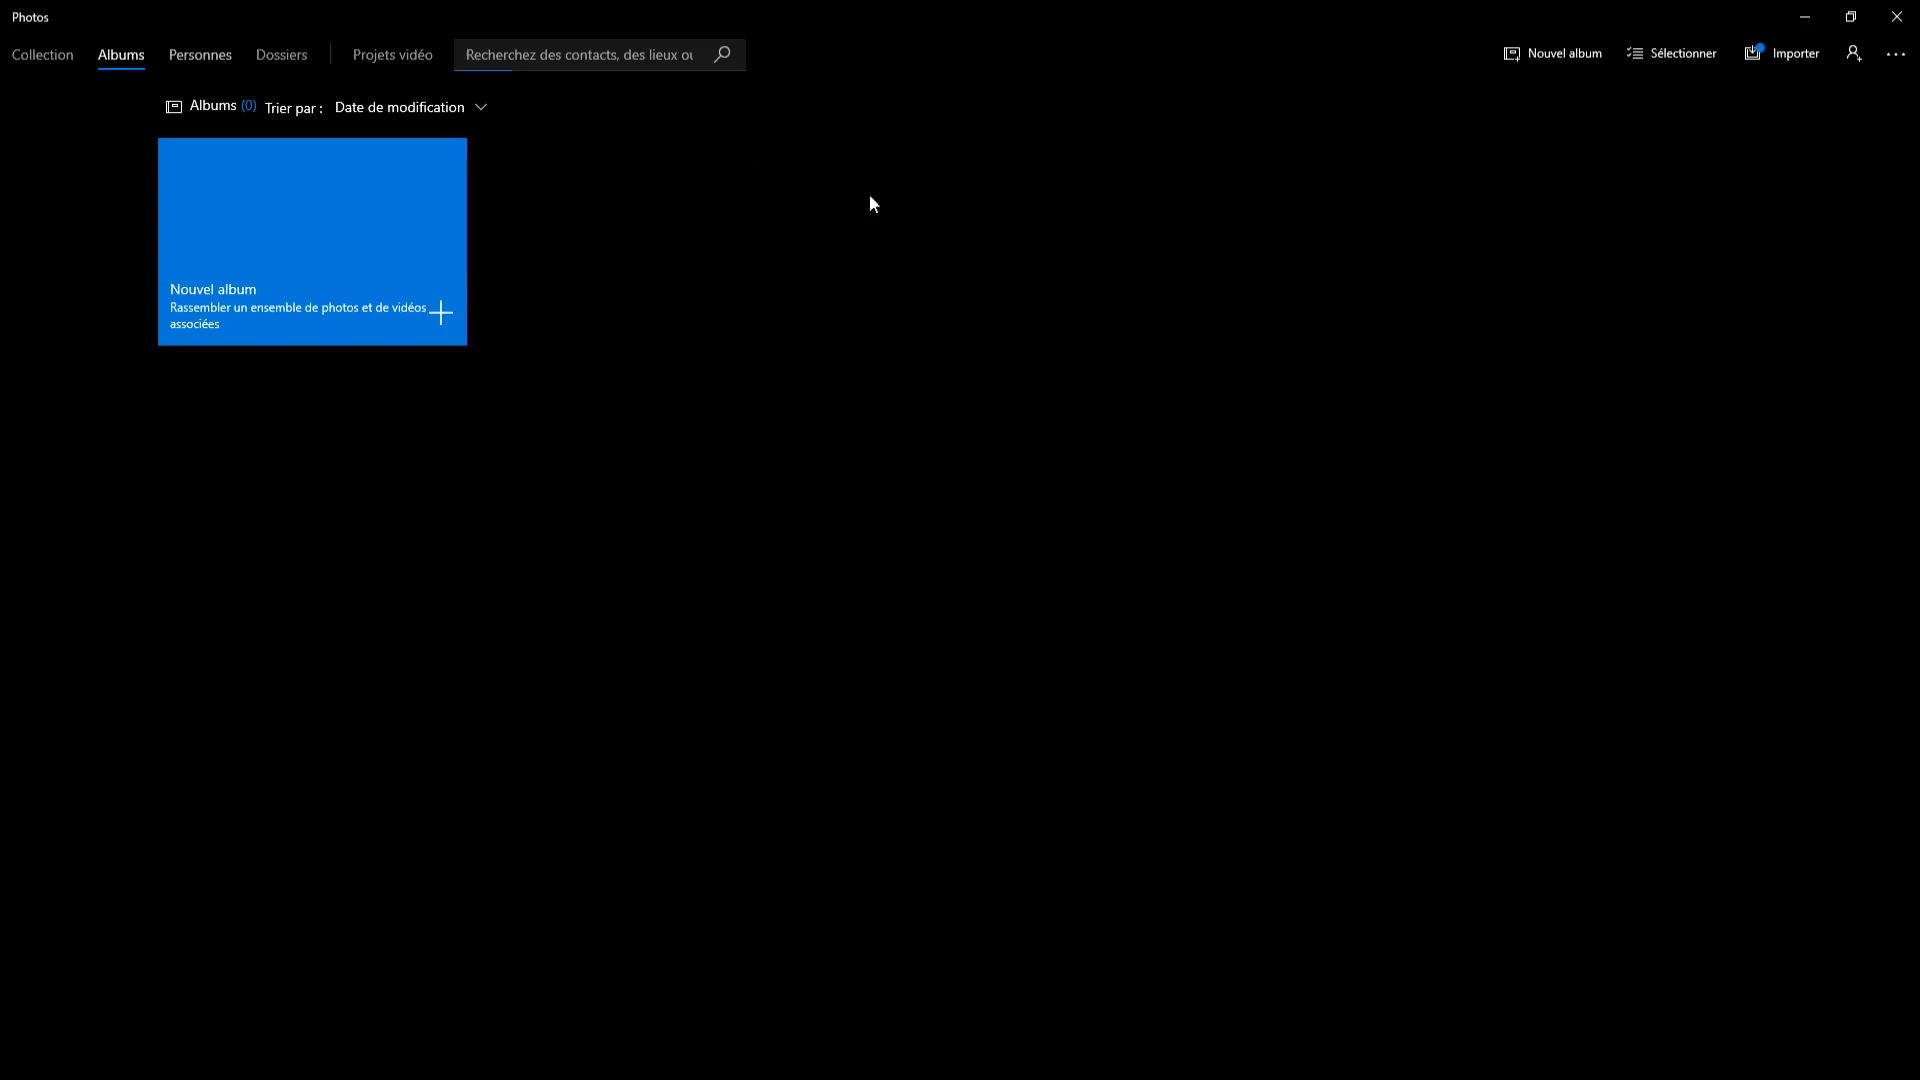 Photos
Collection Albums Personnes Dossiers Projets vidéo Recherchez des contacts, des lieux ou Nouvel album Sélectionner Importer
Albums (0) Trier par : Date de modification
Nouvel album
Rassembler un ensemble de photos et de vidéos
associées